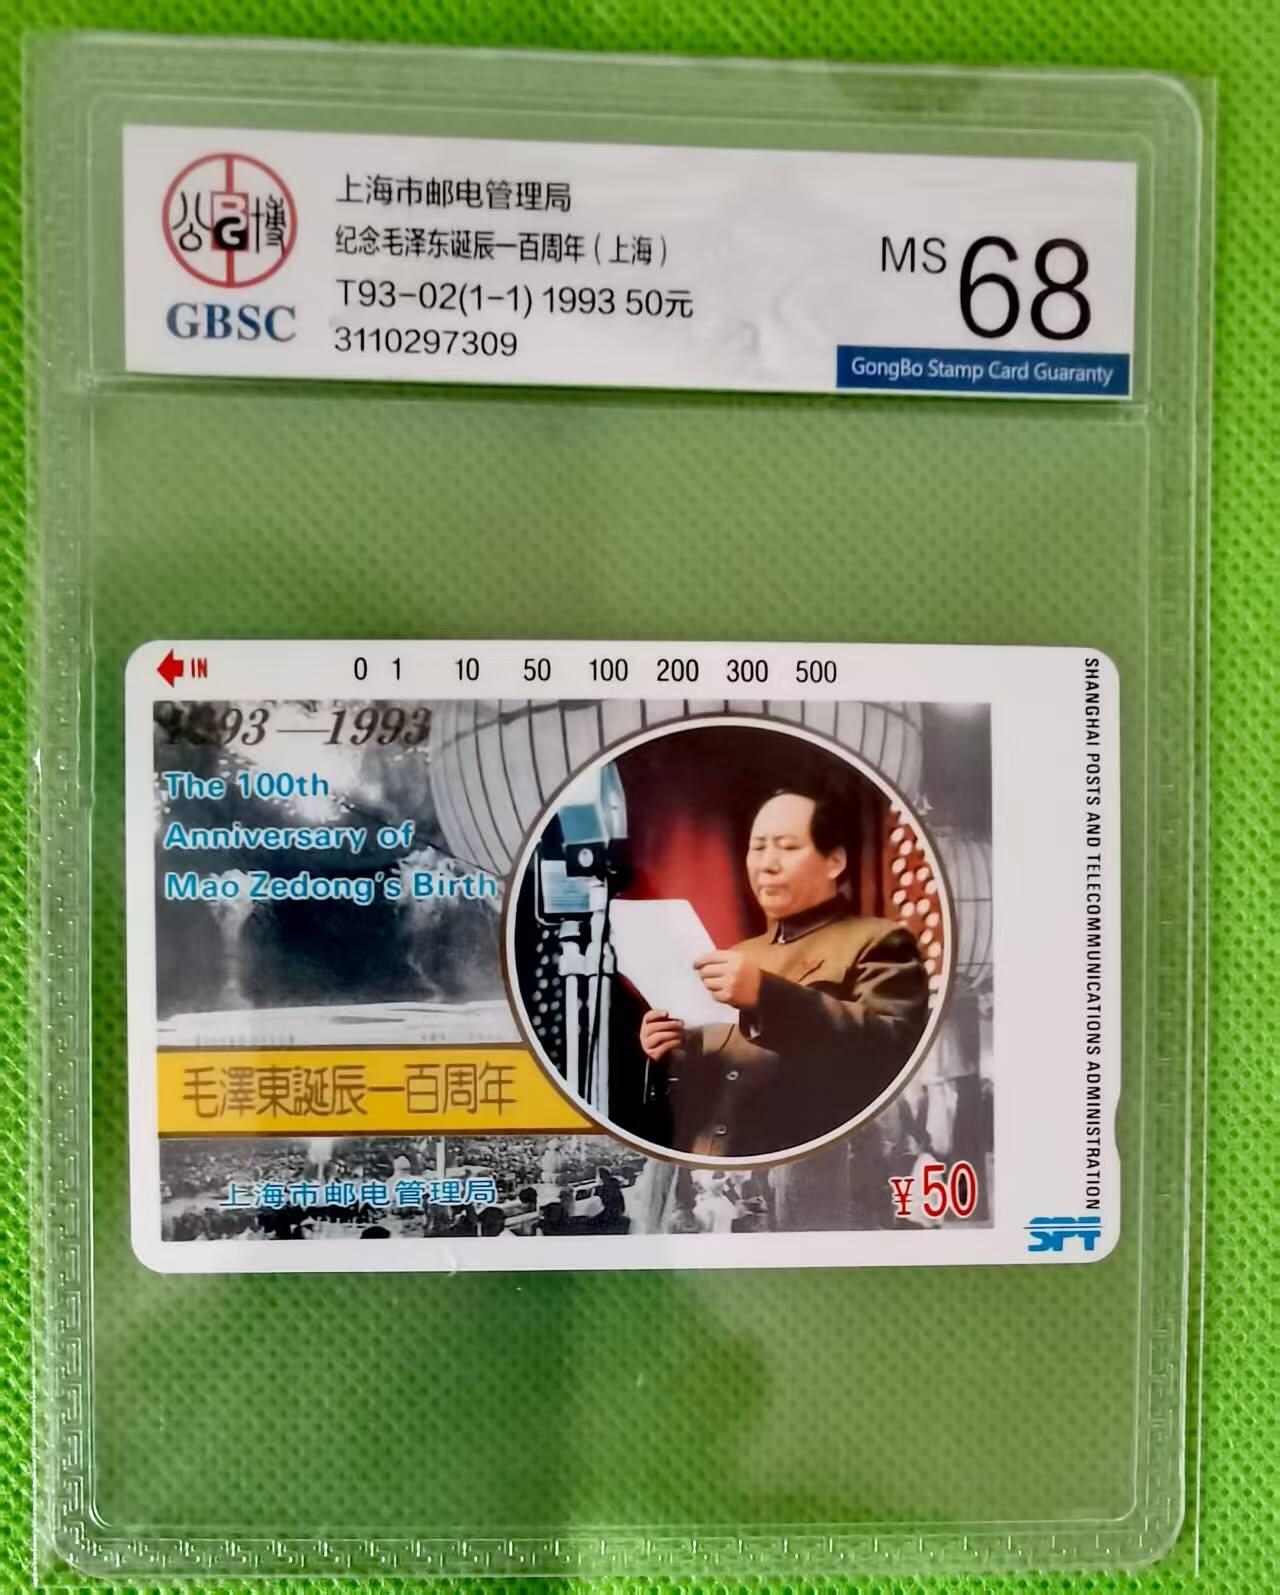 公 BG 博
GBSC
上海市邮电管理局
纪念毛泽东诞辰一百周年(上海)
T93-02(1-1) 1993 50元
3110297309
MS 68
GongBo Stamp Card Guaranty
IN 0 1 10 50 100 200 300 500
1893—1993
The 100th
Anniversary of
Mao Zedong's Birth
毛澤東誕辰一百周年
上海市邮电管理局
¥50
SHANGHAI POSTS AND TELECOMMUNICATIONS ADMINISTRATION
SPT